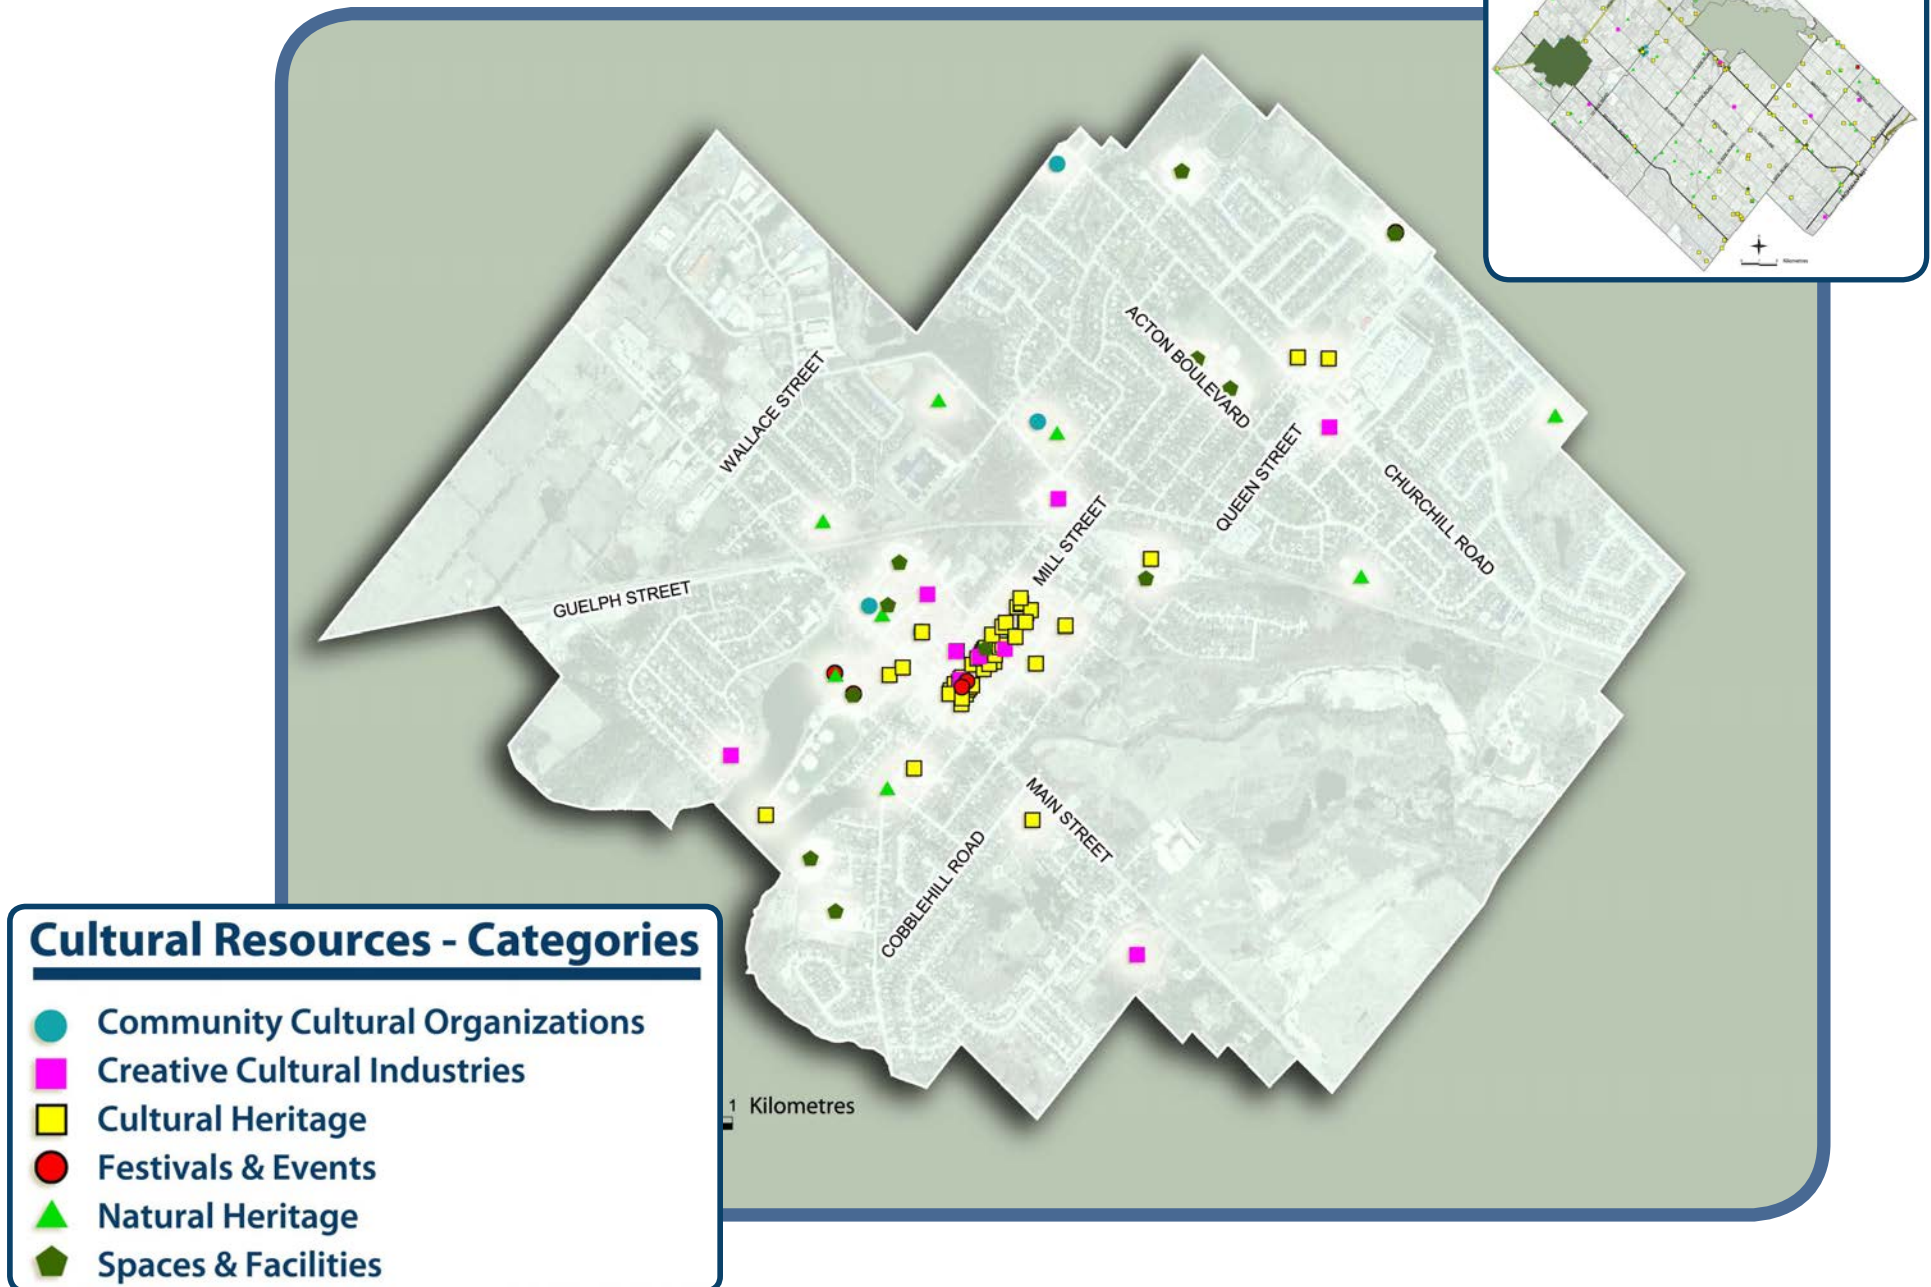 Kilometres
ACTON BOULEVARD
WALLACE STREET
QUEEN STREET
CHURCHILL ROAD
MILL STREET
GUELPH STREET
MAIN STREET
COBBLEHILL ROAD
1 Kilometres
Cultural Resources - Categories
Community Cultural Organizations
Creative Cultural Industries
Cultural Heritage
Festivals & Events
Natural Heritage
Spaces & Facilities